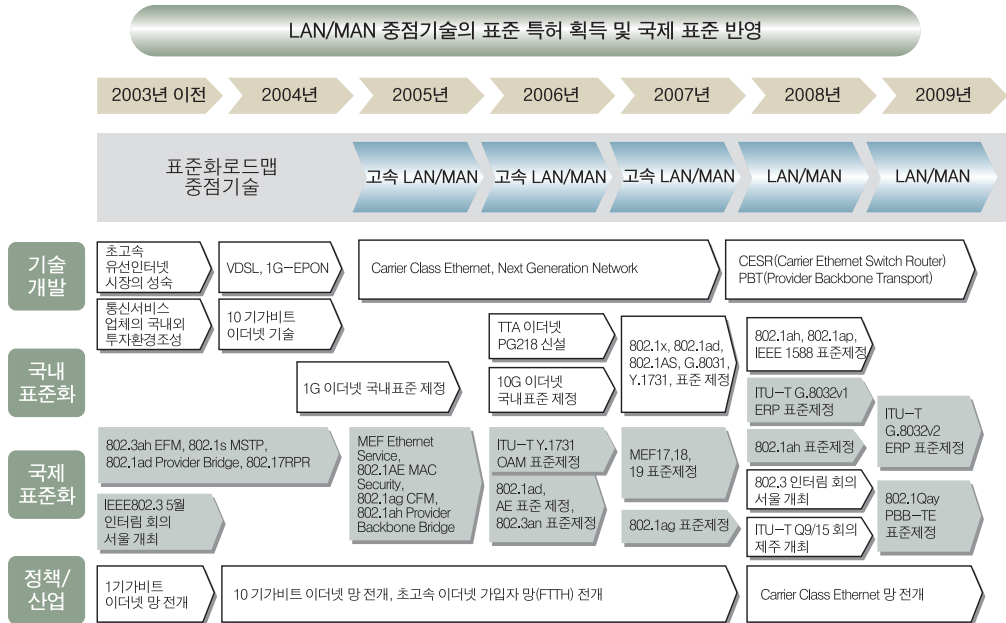 LAN/MAN 중점기술의 표준 특허 획득 및 국제 표준 반영
2003년 이전
2004년
2005년
2006년
2007년
2008년
2009년
표준화로드맵
중점기술
고속 LAN/MAN
고속 LAN/MAN
고속 LAN/MAN
LAN/MAN
LAN/MAN
기술
개발
초고속
유선인터넷
시장의 성숙
VDSL, 1G-EPON
Carrier Class Ethernet, Next Generation Network
CESR(Carrier Ethernet Switch Router)
PBT(Provider Backbone Transport)
통신서비스
업체의 국내외
투자환경조성
10 기가비트
이더넷 기술
국내
표준화
TTA 이더넷
PG218 신설
802.1x, 802.1ad,
802.1AS, G.8031,
Y.1731, 표준 제정
802.1ah, 802.1ap,
IEEE 1588 표준제정
1G 이더넷 국내표준 제정
10G 이더넷
국내표준 제정
ITU-T G.8032v1
ERP 표준제정
국제
표준화
802.3ah EFM, 802.1s MSTP,
802.1ad Provider Bridge, 802.17RPR
MEF Ethernet
Service,
802.1AE MAC
Security,
802.1ag CFM,
802.1ah Provider
Backbone Bridge
ITU-T Y.1731
OAM 표준제정
MEF17,18,
19 표준제정
802.1ah 표준제정
ITU-T
G.8032v2
ERP 표준제정
IEEE802.3 5월
인터림 회의
서울 개최
802.1ad,
AE 표준 제정,
802.3an 표준제정
802.1ag 표준제정
802.3 인터림 회의
서울 개최
ITU-T Q9/15 회의
제주 개최
802.1Qay
PBB-TE
표준제정
정책/
산업
1기가비트
이더넷 망 전개
10 기가비트 이더넷 망 전개, 초고속 이더넷 가입자 망(FTTH) 전개
Carrier Class Ethernet 망 전개